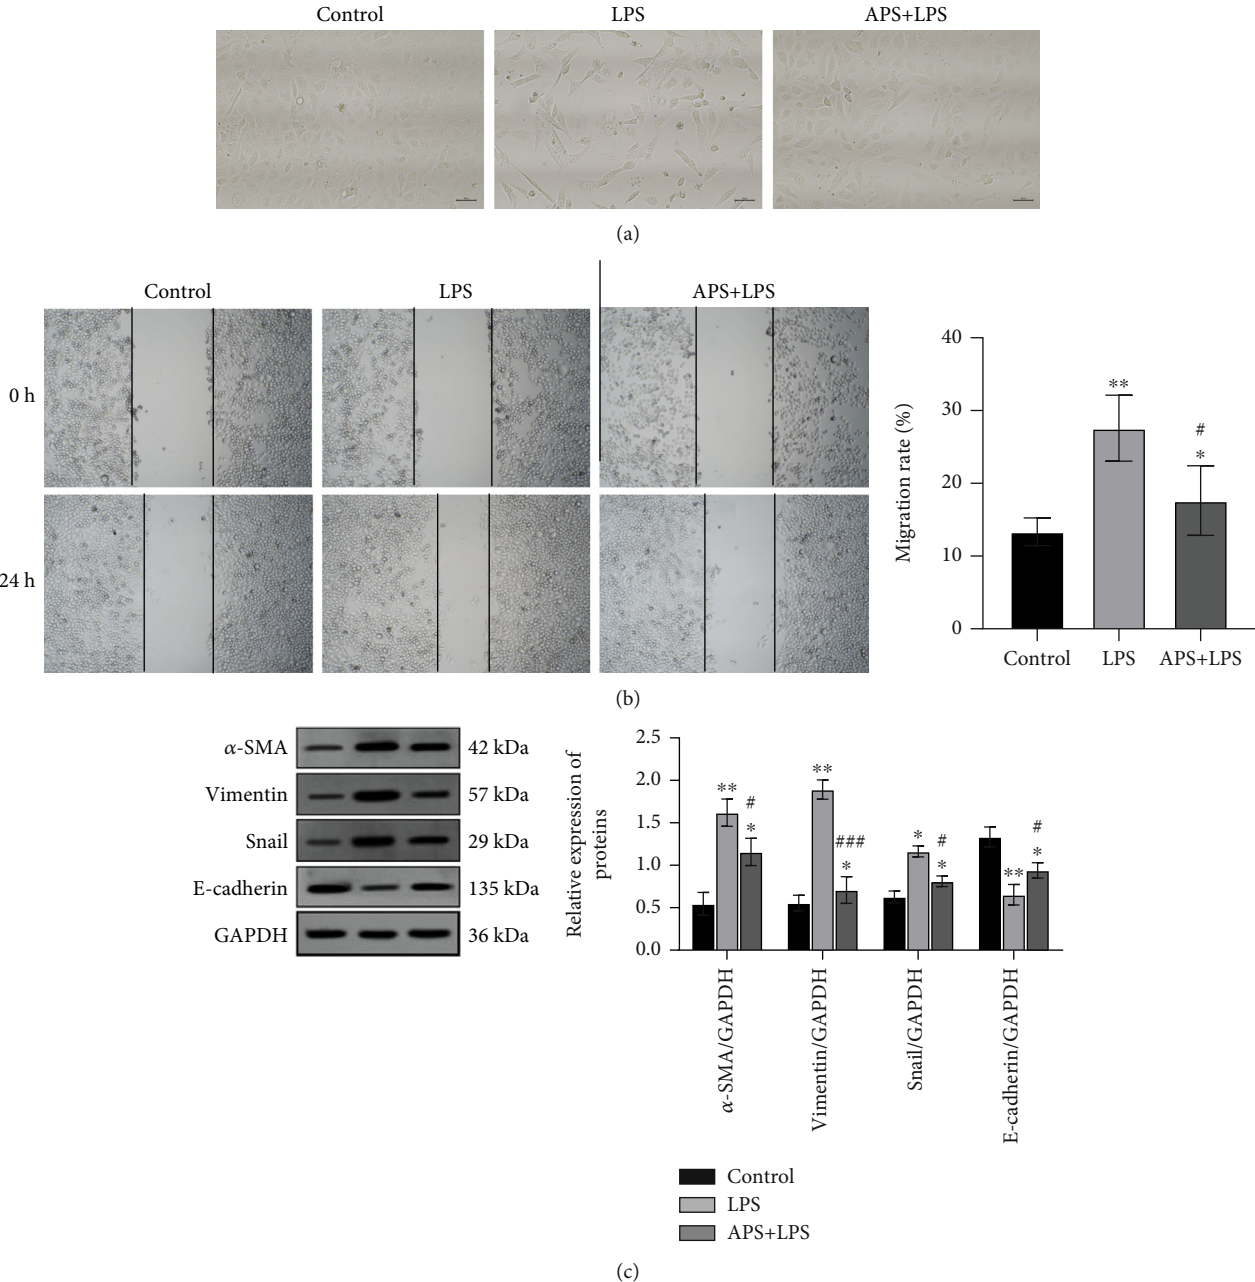 Control LPS APS+LPS
(a)
Control LPS APS+LPS
0 h
24 h
Migration rate (%)
40
30
20
10
0
**
#
*
Control LPS APS+LPS
(b)
α-SMA 42 kDa
Vimentin 57 kDa
Snail 29 kDa
E-cadherin 135 kDa
GAPDH 36 kDa
Relative expression of
proteins
2.5
2.0
1.5
1.0
0.5
0.0
**
#
*
**
###
*
*
#
*
**
#
*
α-SMA/GAPDH
Vimentin/GAPDH
Snail/GAPDH
E-cadherin/GAPDH
Control
LPS
APS+LPS
(c)